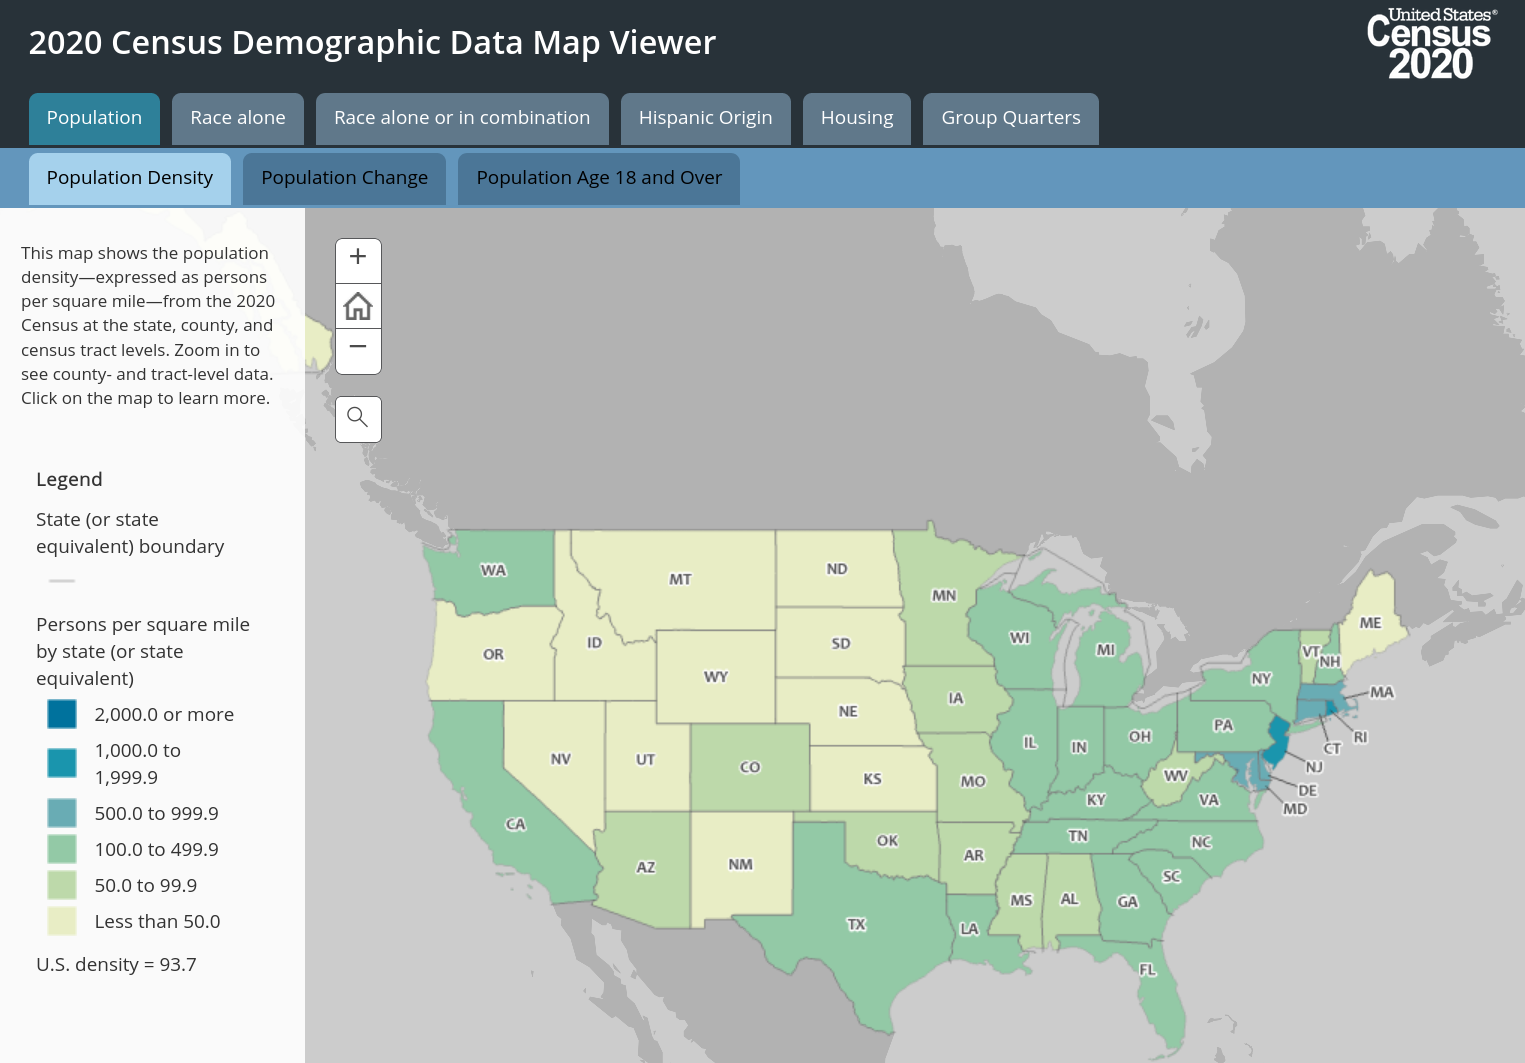 2020 Census Demographic Data Map Viewer
United States®
Census
2020
Population
Race alone
Race alone or in combination
Hispanic Origin
Housing
Group Quarters
Population Density
Population Change
Population Age 18 and Over
This map shows the population
density—expressed as persons
per square mile—from the 2020
Census at the state, county, and
census tract levels. Zoom in to
see county- and tract-level data.
Click on the map to learn more.
Legend
State (or state
equivalent) boundary
Persons per square mile
by state (or state
equivalent)
2,000.0 or more
1,000.0 to
1,999.9
500.0 to 999.9
100.0 to 499.9
50.0 to 99.9
Less than 50.0
U.S. density = 93.7
+
−
WA
MT
ND
MN
OR
ID
SD
WI
MI
ME
VT
NH
WY
NY
MA
NE
IA
PA
RI
NV
UT
CO
KS
MO
IL
IN
OH
CT
NJ
WV
DE
MD
KY
VA
CA
AZ
NM
OK
AR
TN
NC
SC
MS
AL
GA
TX
LA
FL